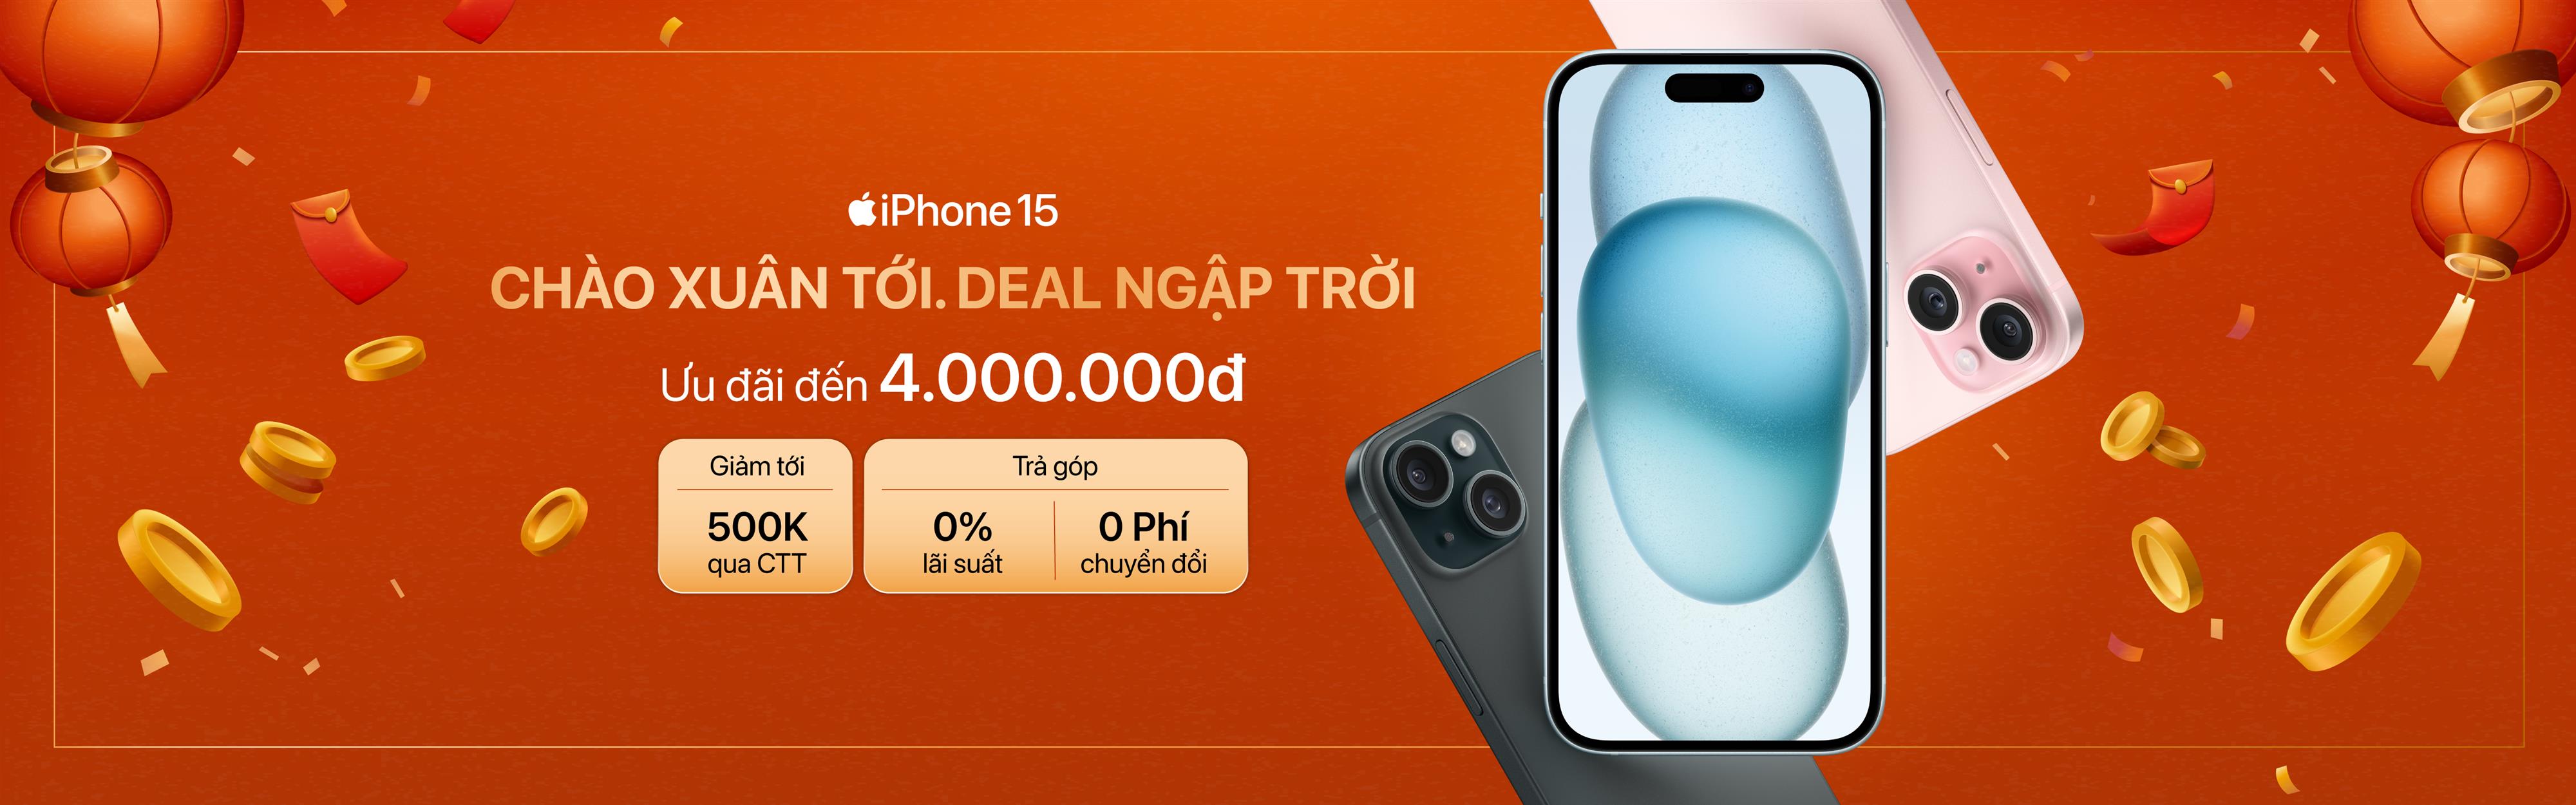 iPhone 15
CHÀO XUÂN TỚI. DEAL NGẬP TRỜI
Ưu đãi đến 4.000.000đ
Giảm tới
500K
qua CTT
Trả góp
0%
lãi suất
0 Phí
chuyển đổi